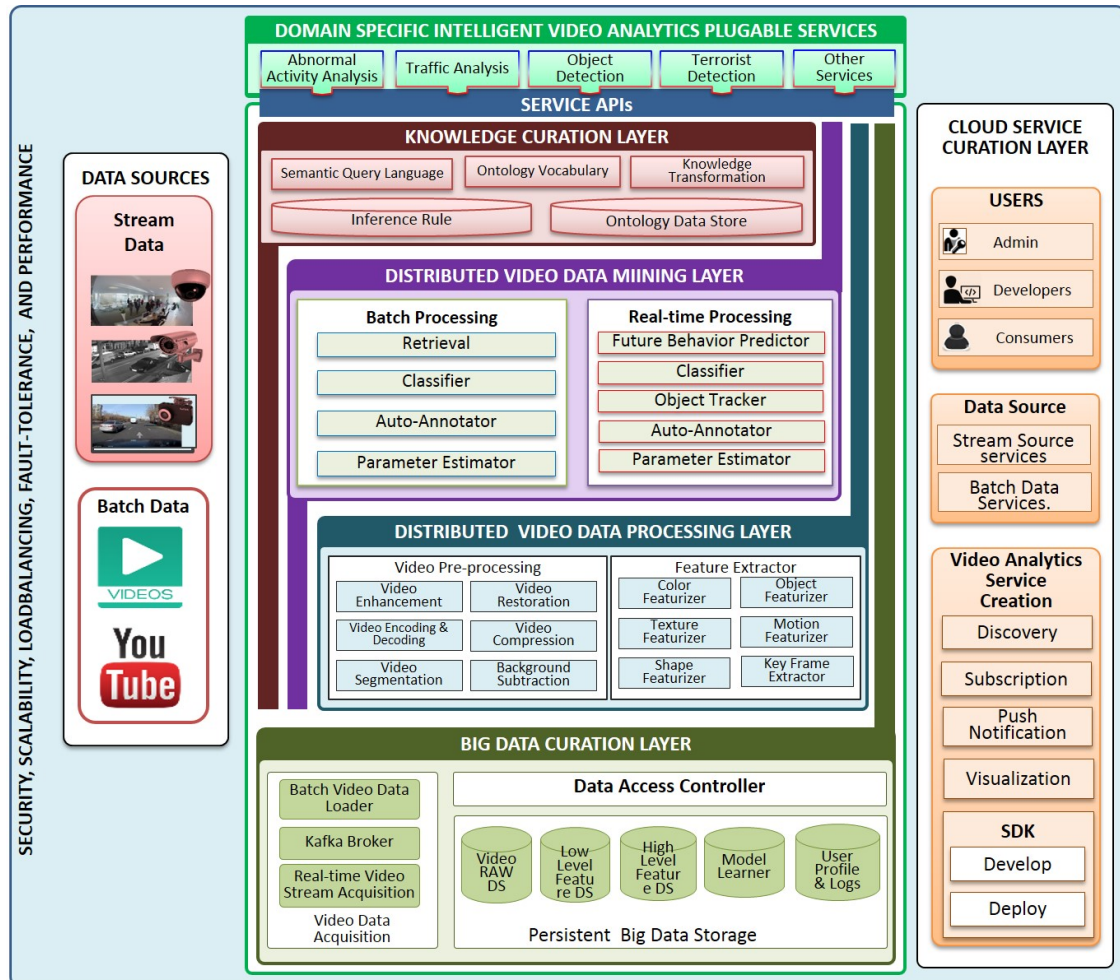 SECURITY, SCALABILITY, LOADBALANCING, FAULT-TOLERANCE, AND PERFORMANCE
DATA SOURCES
Stream
Data
Batch Data
VIDEOS
You
Tube
DOMAIN SPECIFIC INTELLIGENT VIDEO ANALYTICS PLUGABLE SERVICES
Abnormal
Activity Analysis
Traffic Analysis
Object
Detection
Terrorist
Detection
Other
Services
SERVICE APIs
KNOWLEDGE CURATION LAYER
Semantic Query Language
Ontology Vocabulary
Knowledge
Transformation
Inference Rule
Ontology Data Store
DISTRIBUTED VIDEO DATA MIINING LAYER
Batch Processing
Retrieval
Classifier
Auto-Annotator
Parameter Estimator
Real-time Processing
Future Behavior Predictor
Classifier
Object Tracker
Auto-Annotator
Parameter Estimator
DISTRIBUTED VIDEO DATA PROCESSING LAYER
Video Pre-processing
Video
Enhancement
Video
Restoration
Video Encoding &
Decoding
Video
Compression
Video
Segmentation
Background
Subtraction
Feature Extractor
Color
Featurizer
Object
Featurizer
Texture
Featurizer
Motion
Featurizer
Shape
Featurizer
Key Frame
Extractor
BIG DATA CURATION LAYER
Batch Video Data
Loader
Kafka Broker
Real-time Video
Stream Acquisition
Video Data
Acquisition
Data Access Controller
Video
RAW
DS
Low
Level
Featu
re DS
High
Level
Featur
e DS
Model
Learner
User
Profile
& Logs
Persistent Big Data Storage
CLOUD SERVICE
CURATION LAYER
USERS
Admin
</>
Developers
Consumers
Data Source
Stream Source
services
Batch Data
Services.
Video Analytics
Service
Creation
Discovery
Subscription
Push
Notification
Visualization
SDK
Develop
Deploy